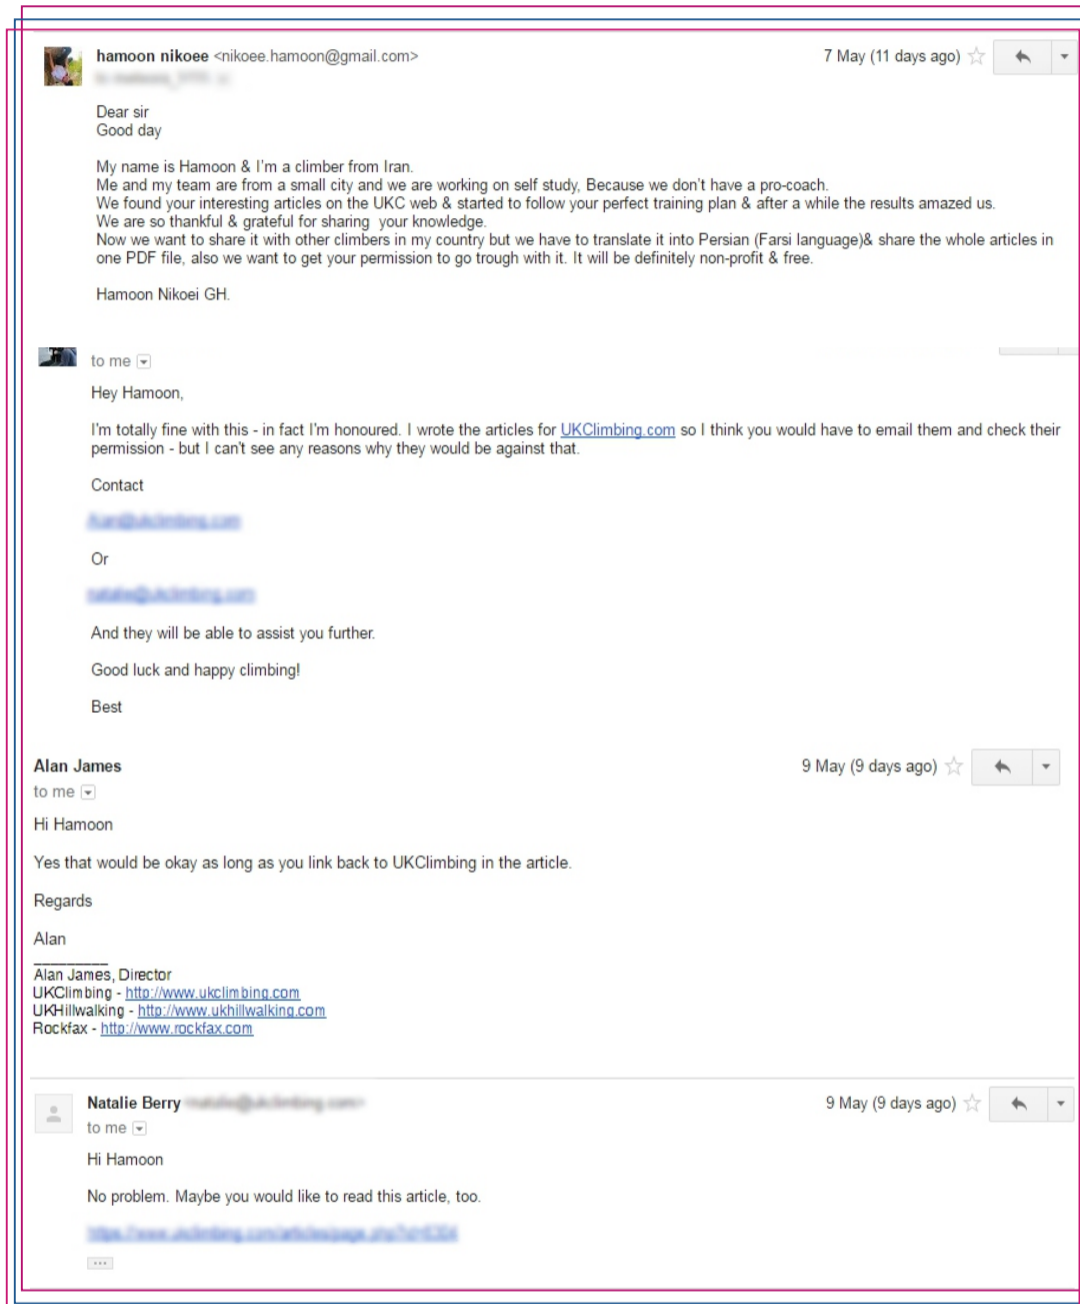 hamoon nikoee <nikoee.hamoon@gmail.com>
7 May (11 days ago)
Dear sir
Good day
My name is Hamoon & I'm a climber from Iran.
Me and my team are from a small city and we are working on self study, Because we don't have a pro-coach.
We found your interesting articles on the UKC web & started to follow your perfect training plan & after a while the results amazed us.
We are so thankful & grateful for sharing  your knowledge.
Now we want to share it with other climbers in my country but we have to translate it into Persian (Farsi language)& share the whole articles in
one PDF file, also we want to get your permission to go trough with it. It will be definitely non-profit & free.
Hamoon Nikoei GH.
to me
Hey Hamoon,
I'm totally fine with this - in fact I'm honoured. I wrote the articles for UKClimbing.com so I think you would have to email them and check their
permission - but I can't see any reasons why they would be against that.
Contact
Or
And they will be able to assist you further.
Good luck and happy climbing!
Best
Alan James
9 May (9 days ago)
to me
Hi Hamoon
Yes that would be okay as long as you link back to UKClimbing in the article.
Regards
Alan
__________
Alan James, Director
UKClimbing - http://www.ukclimbing.com
UKHillwalking - http://www.ukhillwalking.com
Rockfax - http://www.rockfax.com
Natalie Berry
9 May (9 days ago)
to me
Hi Hamoon
No problem. Maybe you would like to read this article, too.